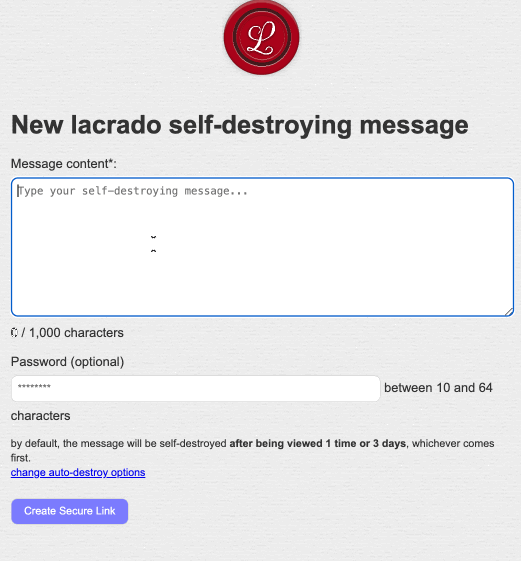 L
New lacrado self-destroying message
Message content*:
Type your self-destroying message...
0 / 1,000 characters
Password (optional)
******** between 10 and 64
characters
by default, the message will be self-destroyed after being viewed 1 time or 3 days, whichever comes
first.
change auto-destroy options
Create Secure Link